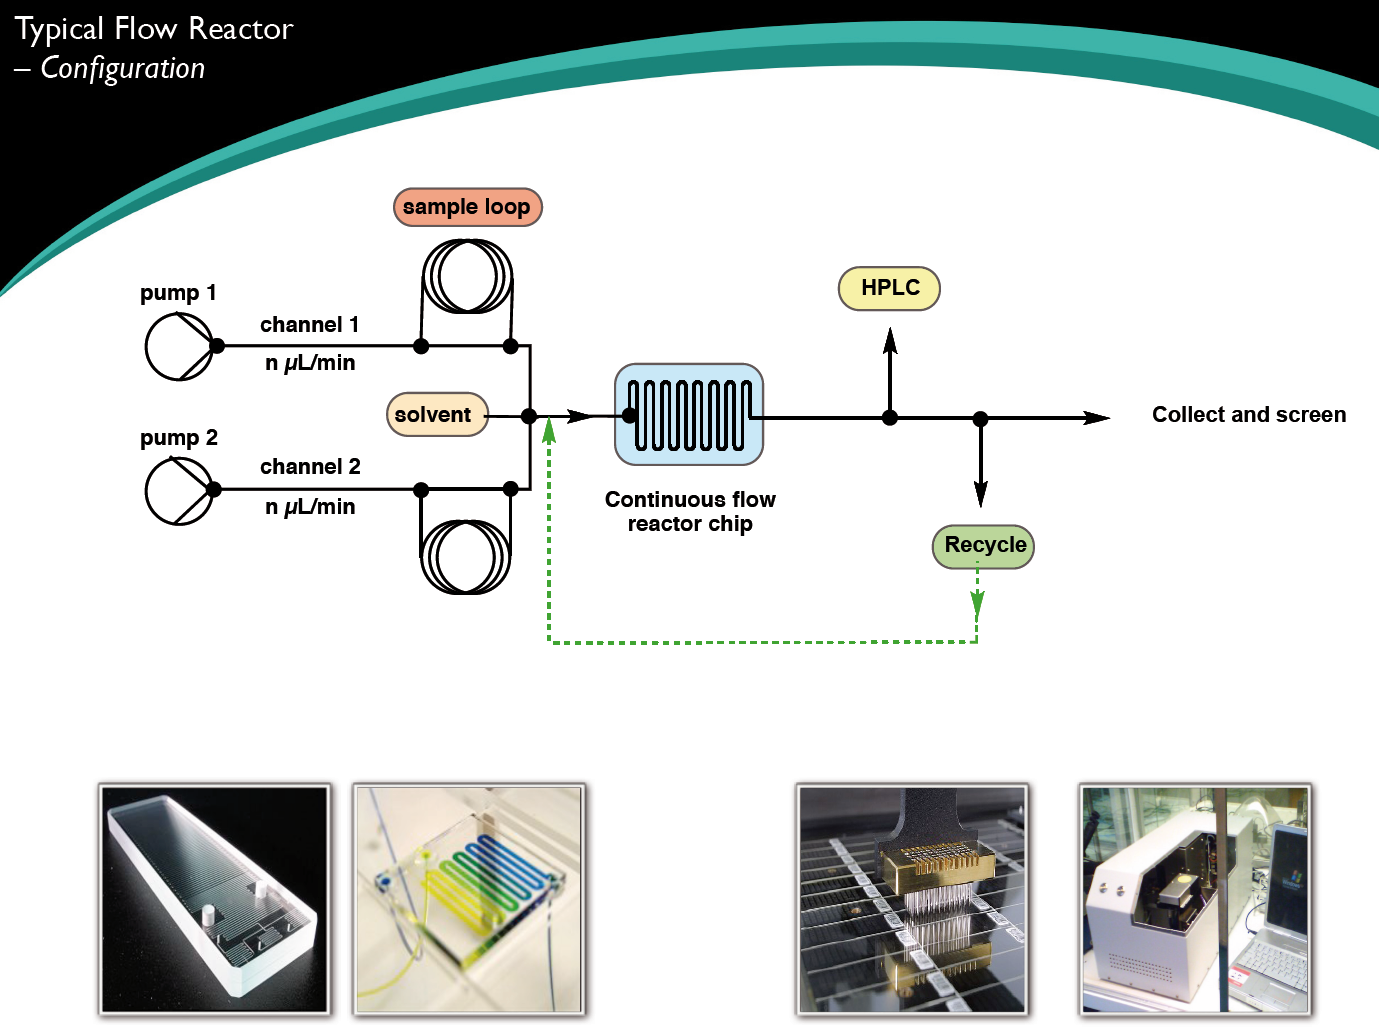 Typical Flow Reactor
– Configuration
sample loop
pump 1
channel 1
n µL/min
HPLC
solvent
Collect and screen
pump 2
channel 2
n µL/min
Continuous flow
reactor chip
Recycle